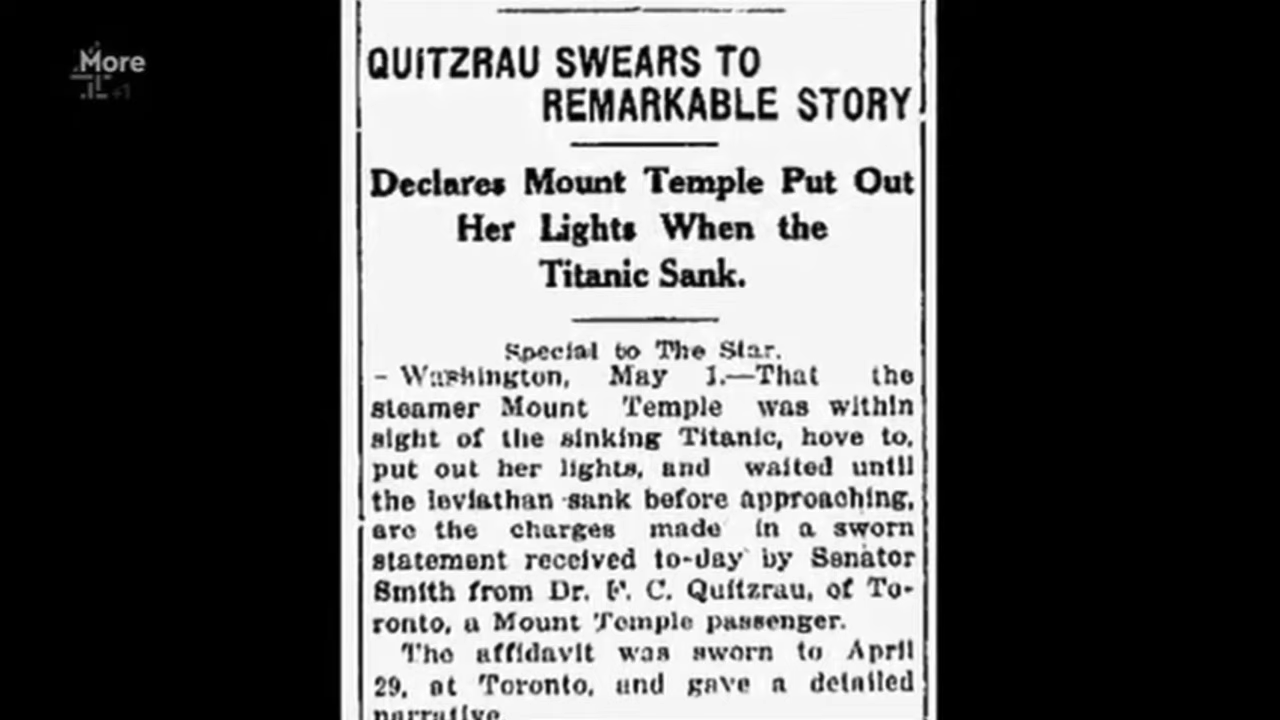 More
+1
QUITZRAU SWEARS TO
REMARKABLE STORY
Declares Mount Temple Put Out
Her Lights When the
Titanic Sank.
Special to The Star.
- Washington, May 1.—That the
steamer Mount Temple was within
sight of the sinking Titanic, hove to,
put out her lights, and waited until
the leviathan sank before approaching,
are the charges made in a sworn
statement received to-day by Senator
Smith from Dr. F. C. Quitzrau, of To-
ronto, a Mount Temple passenger.
The affidavit was sworn to April
29, at Toronto, and gave a detailed
narrative.